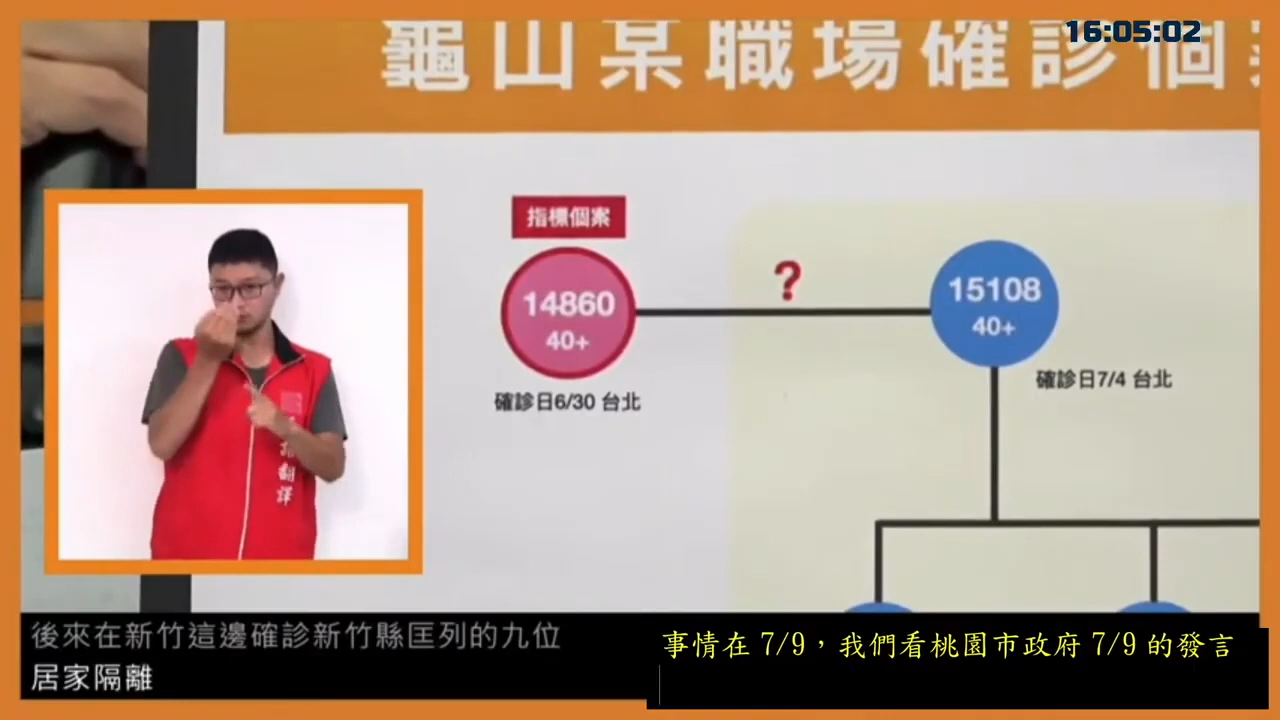 16:05:02
龜山某職場確診個
指標個案
14860
40+
確診日6/30 台北
?
15108
40+
確診日7/4 台北
翻譯
後來在新竹這邊確診新竹縣匡列的九位
居家隔離
事情在 7/9，我們看桃園市政府 7/9 的發言